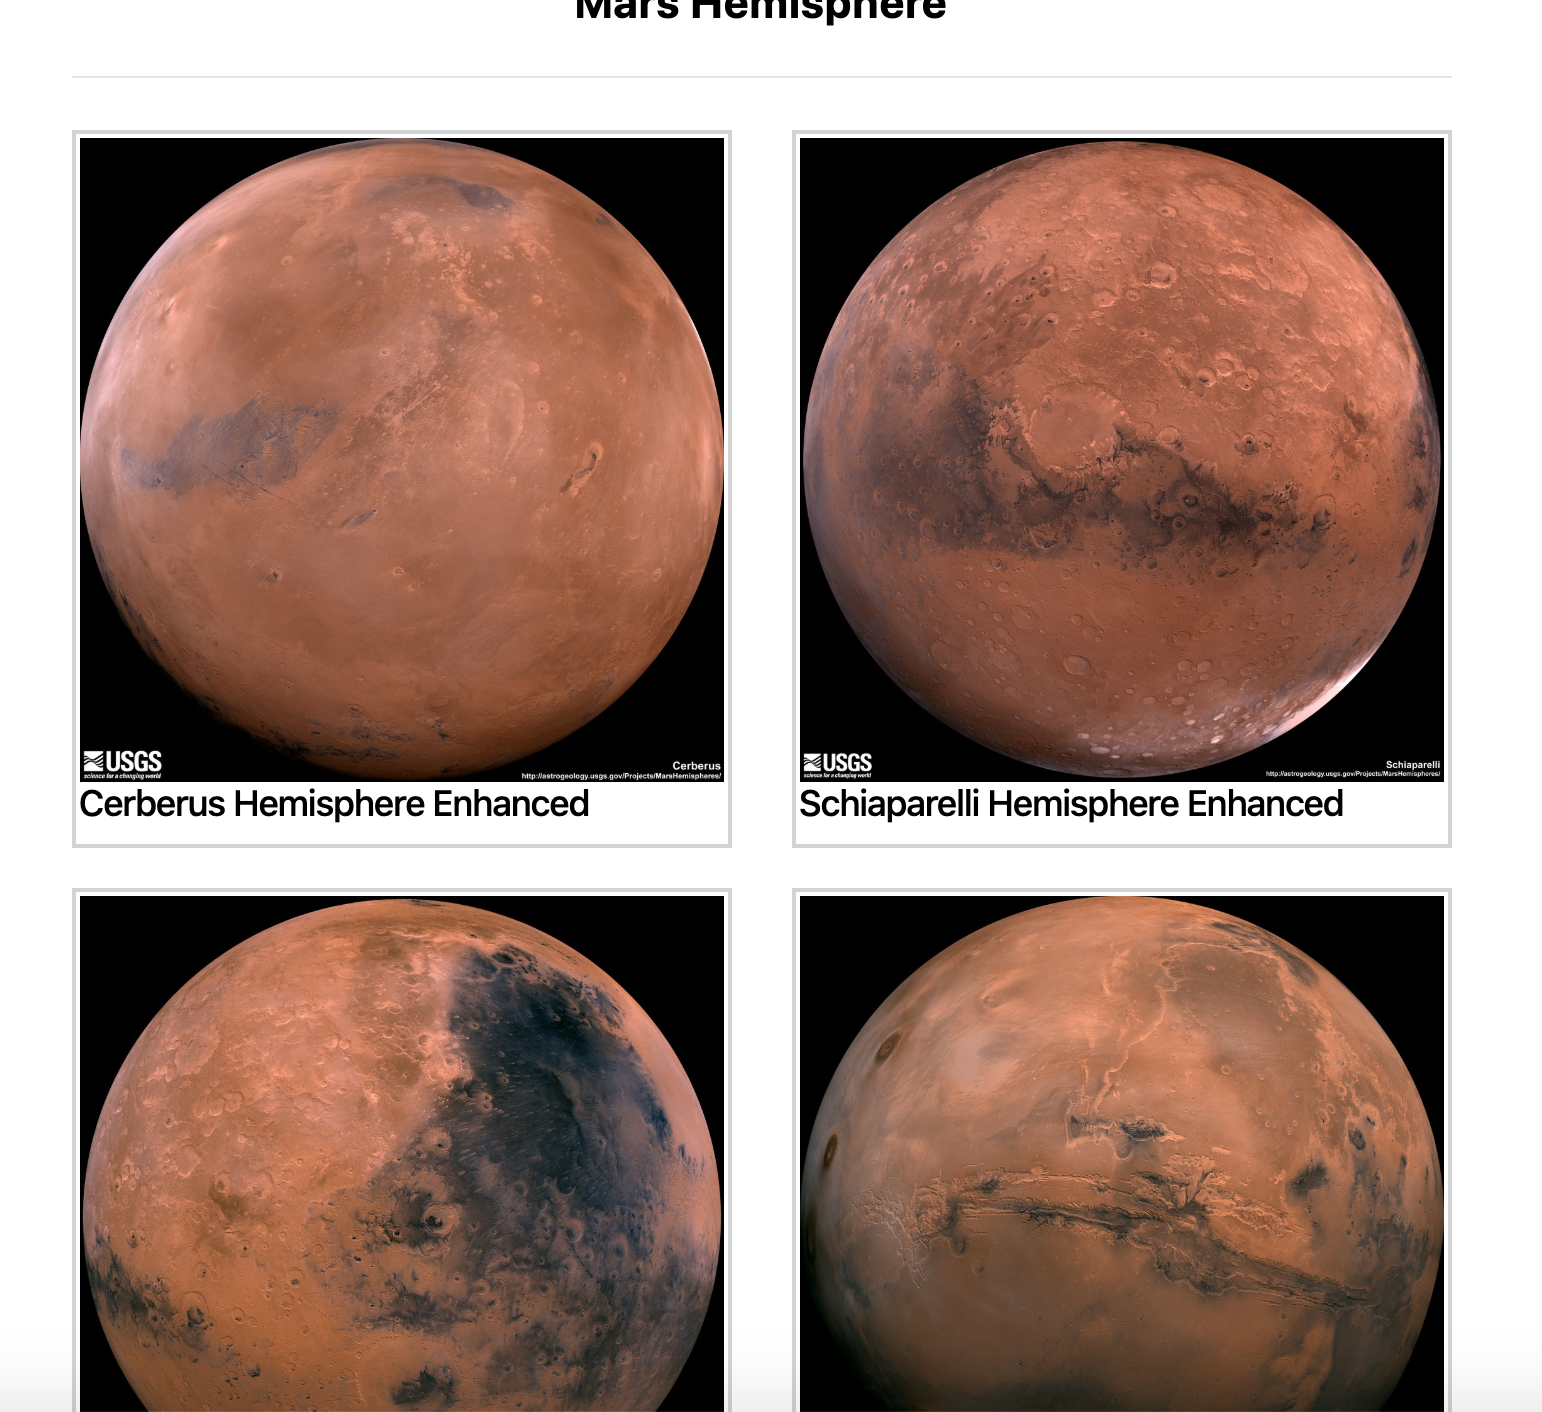 Mars Hemisphere
USGS
science for a changing world
Cerberus
http://astrogeology.usgs.gov/Projects/MarsHemispheres/
Cerberus Hemisphere Enhanced
USGS
science for a changing world
Schiaparelli
http://astrogeology.usgs.gov/Projects/MarsHemispheres/
Schiaparelli Hemisphere Enhanced